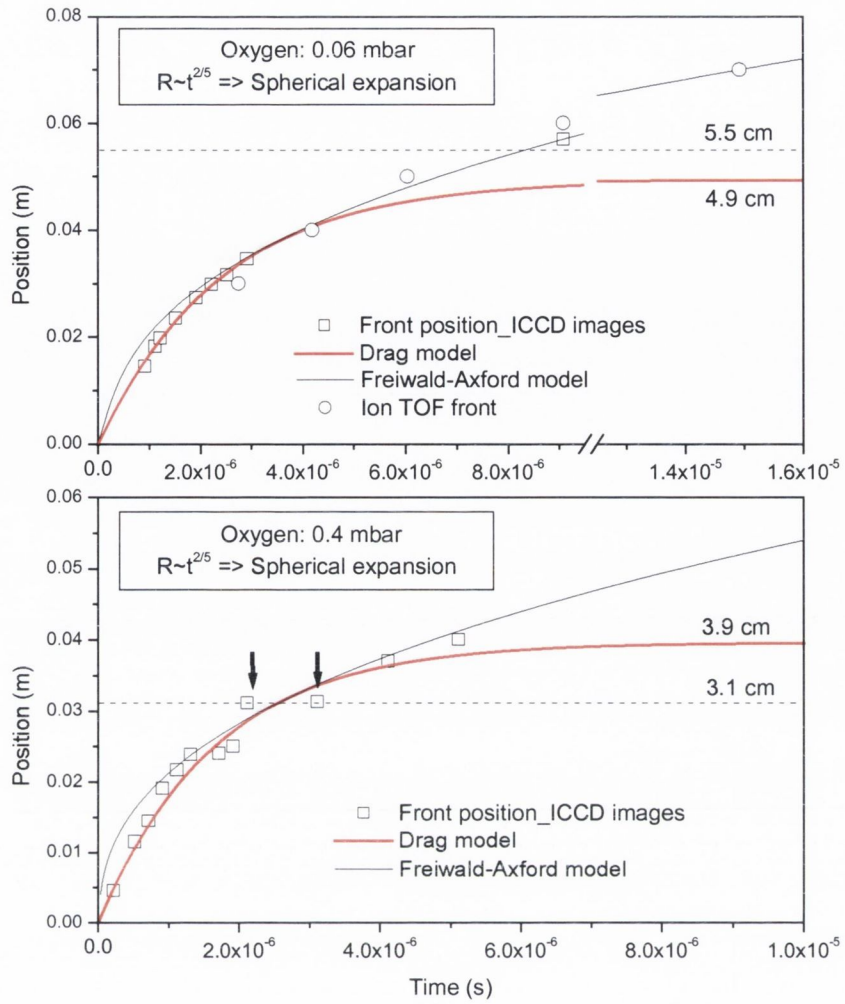 0.08
Oxygen: 0.06 mbar
R~t^2/5 => Spherical expansion
0.06
5.5 cm
4.9 cm
Position (m)
0.04
Front position_ICCD images
Drag model
0.02
Freiwald-Axford model
Ion TOF front
0.00
0.0 2.0x10^-6 4.0x10^-6 6.0x10^-6 8.0x10^-6 1.4x10^-5 1.6x10^-5
0.06
Oxygen: 0.4 mbar
R~t^2/5 => Spherical expansion
0.05
3.9 cm
0.04
Position (m)
3.1 cm
0.03
0.02
Front position_ICCD images
Drag model
0.01
Freiwald-Axford model
0.00
0.0 2.0x10^-6 4.0x10^-6 6.0x10^-6 8.0x10^-6 1.0x10^-5
Time (s)